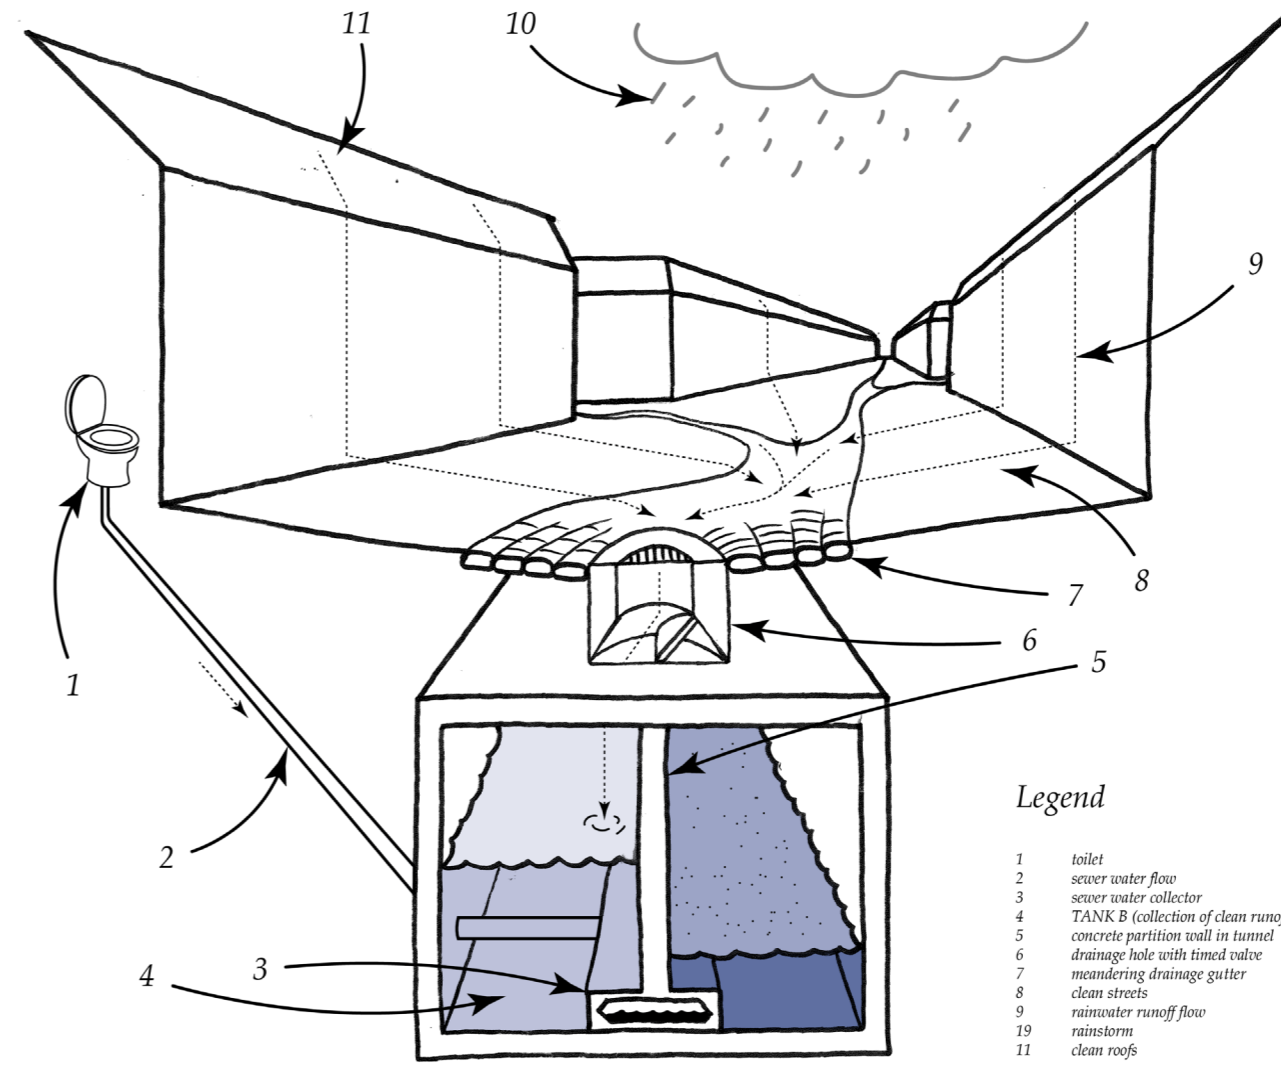 11
10
9
1
8
7
6
5
2
3
4
Legend
1 toilet
2 sewer water flow
3 sewer water collector
4 TANK B (collection of clean runo
5 concrete partition wall in tunnel
6 drainage hole with timed valve
7 meandering drainage gutter
8 clean streets
9 rainwater runoff flow
19 rainstorm
11 clean roofs